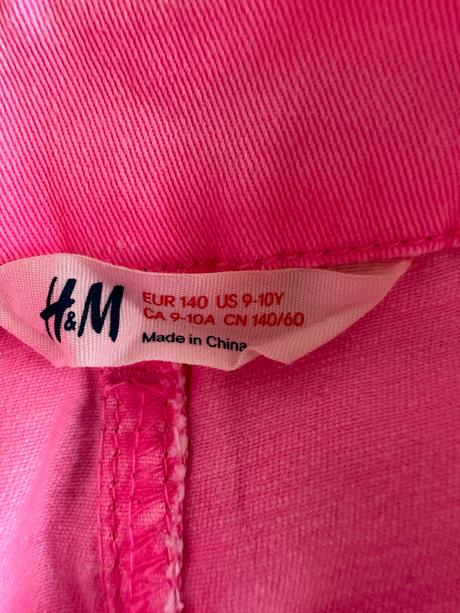 H&M
EUR 140 US 9-10Y
CA 9-10A CN 140/60
Made in China